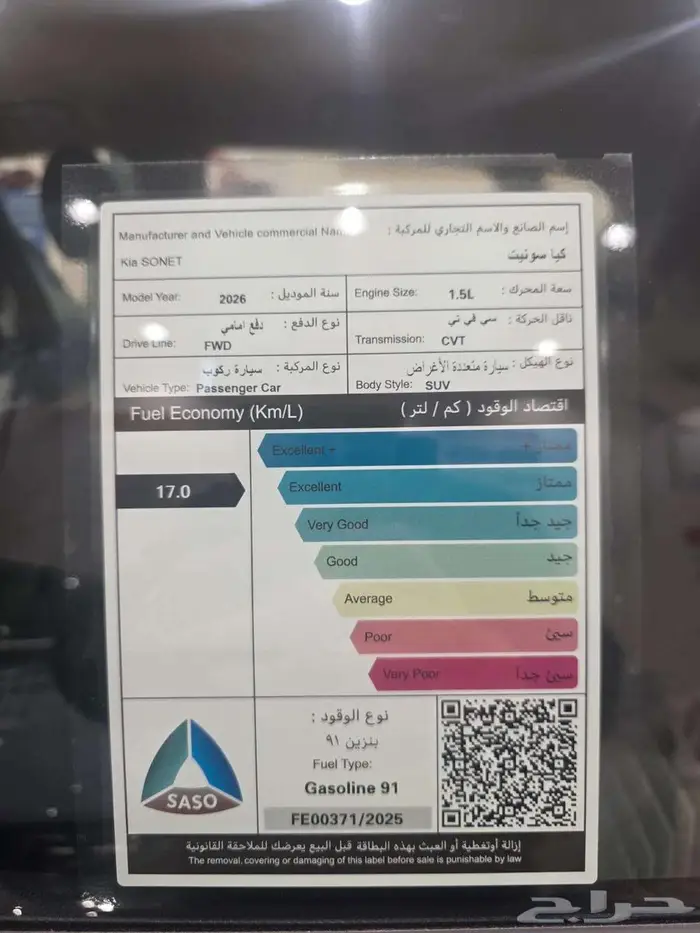 إسم الصانع والاسم التجاري للمركبة :
Manufacturer and Vehicle commercial
كيا سونيت
Kia SONET
سنة الموديل :
Model Year: 2026
سعة المحرك :
Engine Size: 1.5L
نوع الدفع : دفع امامي
Drive Line: FWD
ناقل الحركة : سي في تي
Transmission: CVT
نوع المركبة : سيارة ركوب
Vehicle Type: Passenger Car
نوع الهيكل : سيارة متعددة الأغراض
Body Style: SUV
Fuel Economy (Km/L) اقتصاد الوقود ( كم / لتر )
Excellent + ممتاز +
17.0
Excellent ممتاز
Very Good جيد جداً
Good جيد
Average متوسط
Poor سيئ
Very Poor سيئ جداً
SASO
نوع الوقود :
بنزين ٩١
Fuel Type:
Gasoline 91
FE00371/2025
إزالة أوتغطية أو العبث بهذه البطاقة قبل البيع يعرضك للملاحقة القانونية
The removal, covering or damaging of this label before sale is punishable by law
حراج